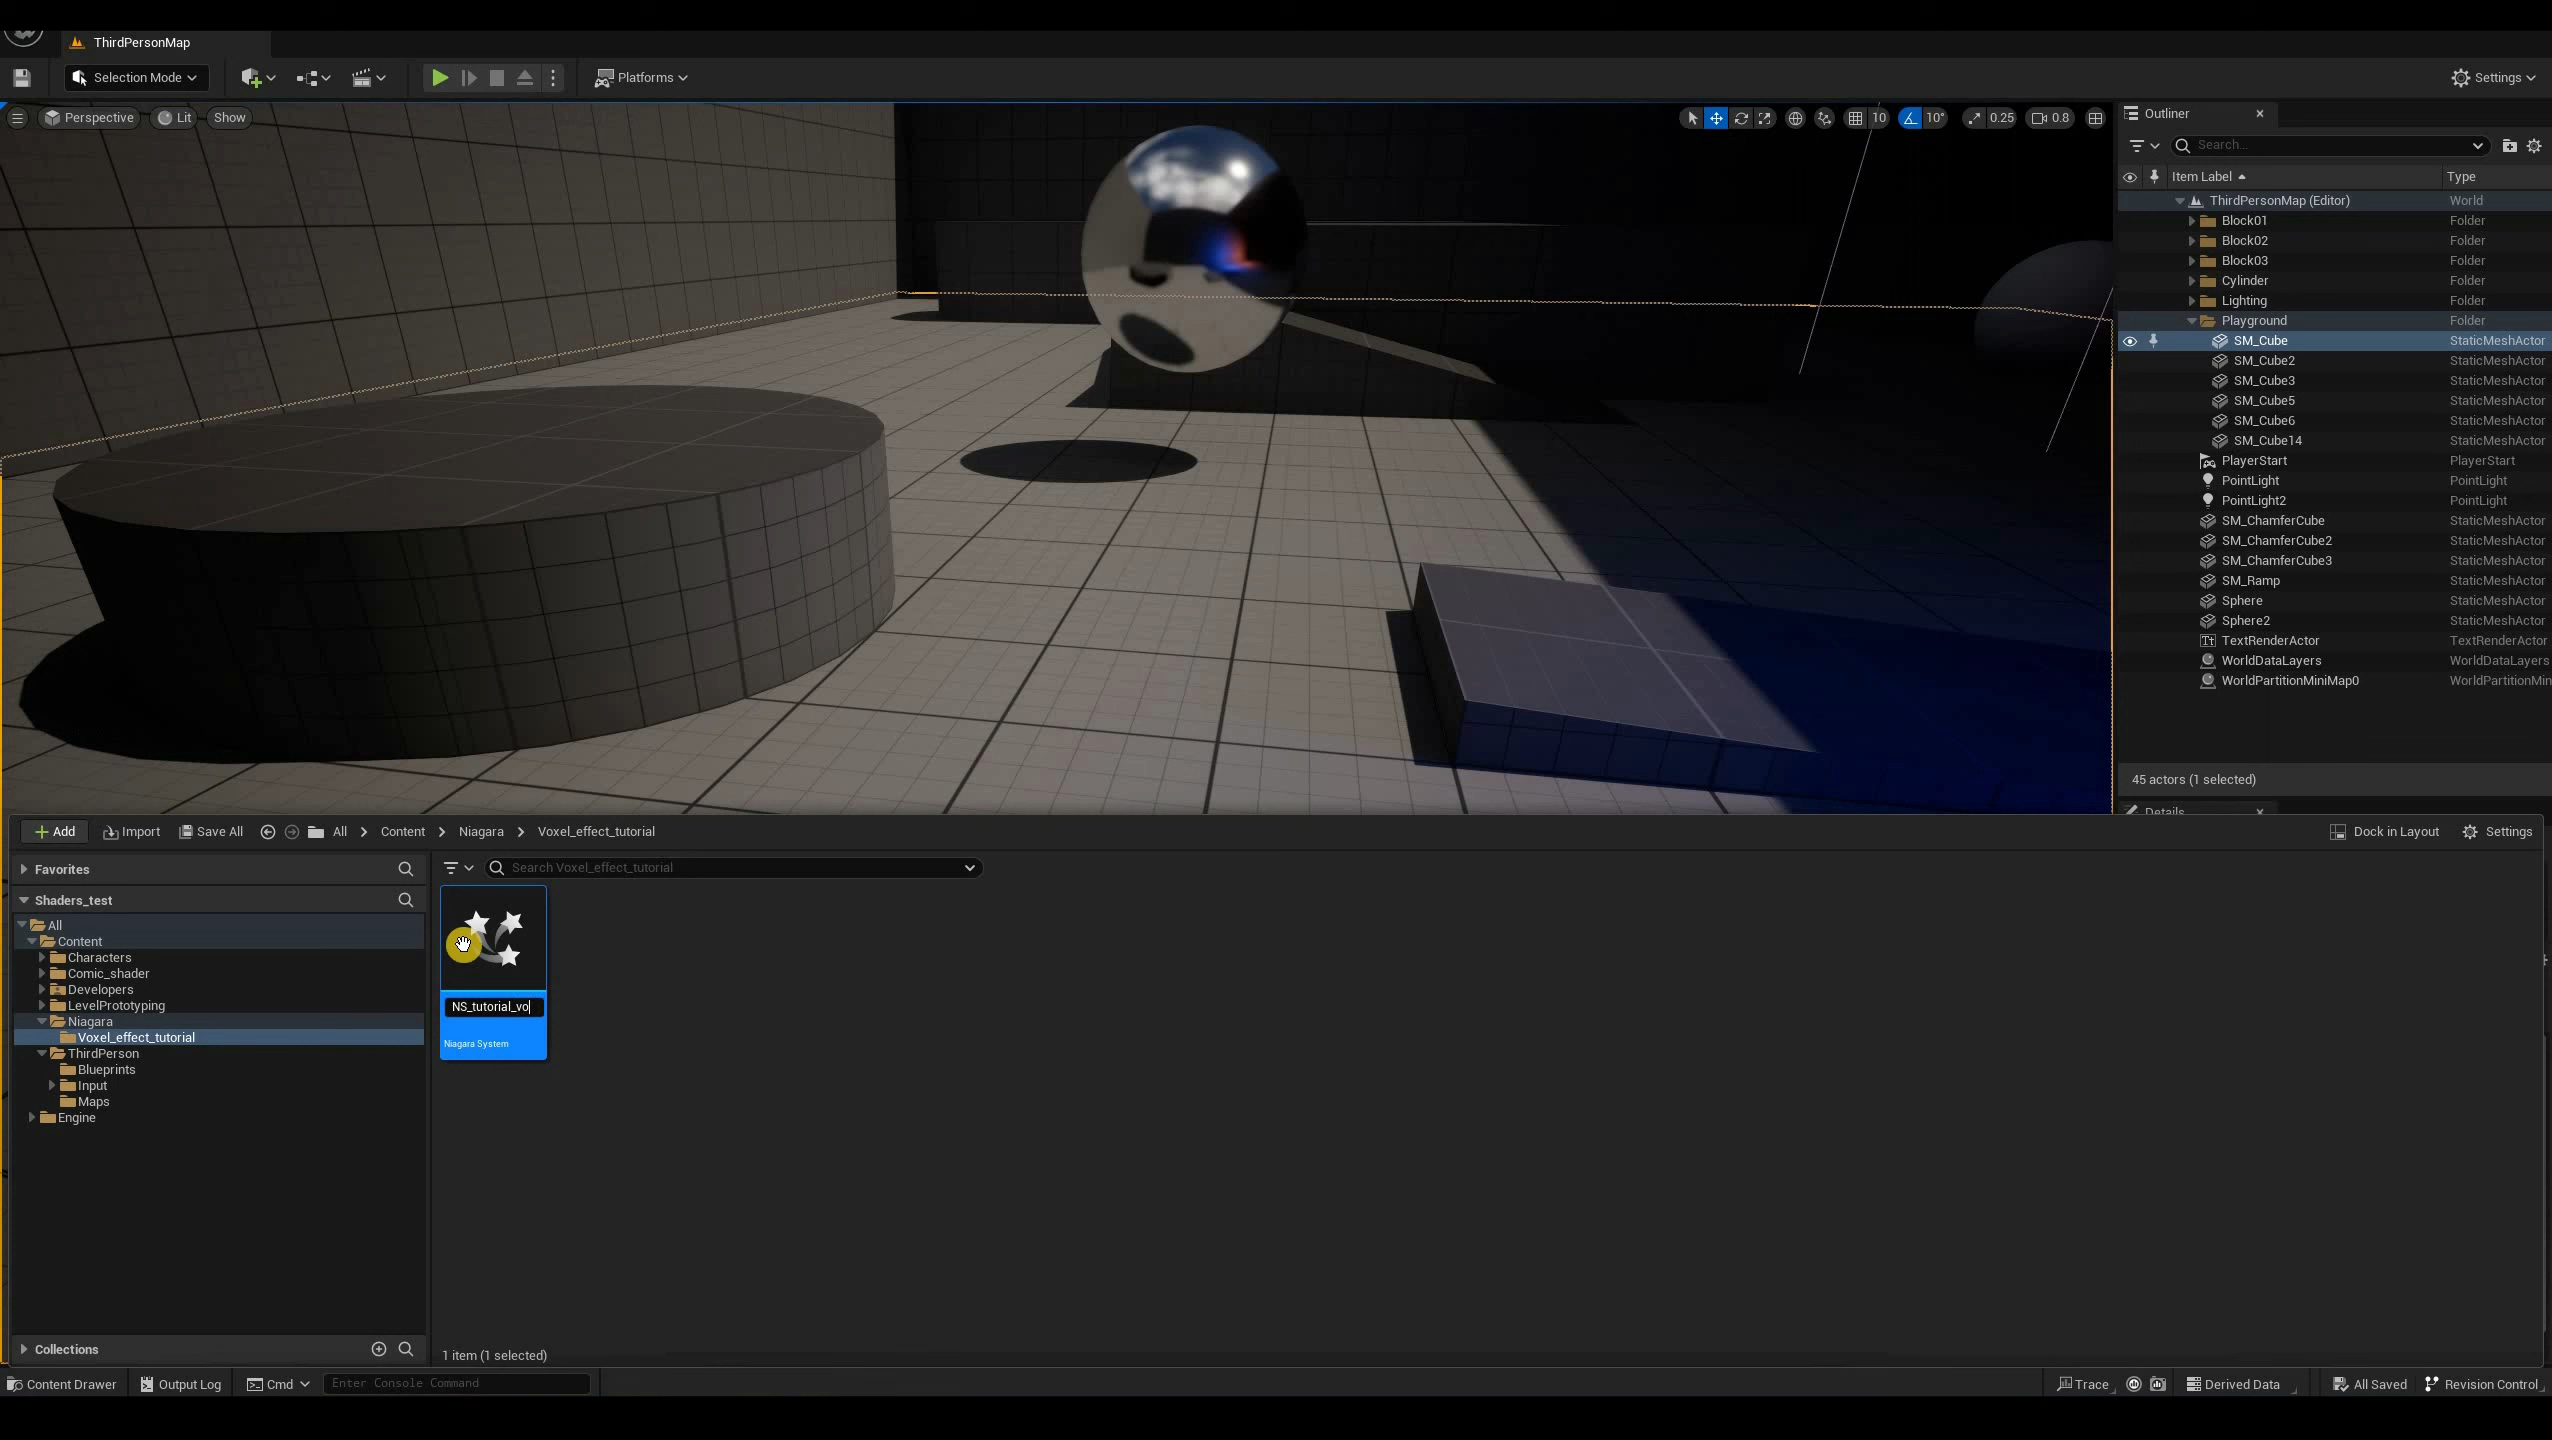 ThirdPersonMap
Selection Mode
Platforms
Settings
Perspective
Lit
Show
10
10°
0.25
0.8
Outliner
Search...
Item Label
Type
ThirdPersonMap (Editor)
World
Block01
Folder
Block02
Folder
Block03
Folder
Cylinder
Folder
Lighting
Folder
Playground
Folder
SM_Cube
StaticMeshActor
SM_Cube2
StaticMeshActor
SM_Cube3
StaticMeshActor
SM_Cube5
StaticMeshActor
SM_Cube6
StaticMeshActor
SM_Cube14
StaticMeshActor
PlayerStart
PlayerStart
PointLight
PointLight
PointLight2
PointLight
SM_ChamferCube
StaticMeshActor
SM_ChamferCube2
StaticMeshActor
SM_ChamferCube3
StaticMeshActor
SM_Ramp
StaticMeshActor
Sphere
StaticMeshActor
Sphere2
StaticMeshActor
TextRenderActor
TextRenderActor
WorldDataLayers
WorldDataLayers
WorldPartitionMiniMap0
WorldPartitionMin
45 actors (1 selected)
Details
Add
Import
Save All
All
Content
Niagara
Voxel_effect_tutorial
Dock in Layout
Settings
Favorites
Search Voxel_effect_tutorial
Shaders_test
All
Content
Characters
Comic_shader
Developers
LevelPrototyping
Niagara
Voxel_effect_tutorial
ThirdPerson
Blueprints
Input
Maps
Engine
NS_tutorial_vo
Niagara System
Collections
1 item (1 selected)
Content Drawer
Output Log
Cmd
Enter Console Command
Trace
Derived Data
All Saved
Revision Control